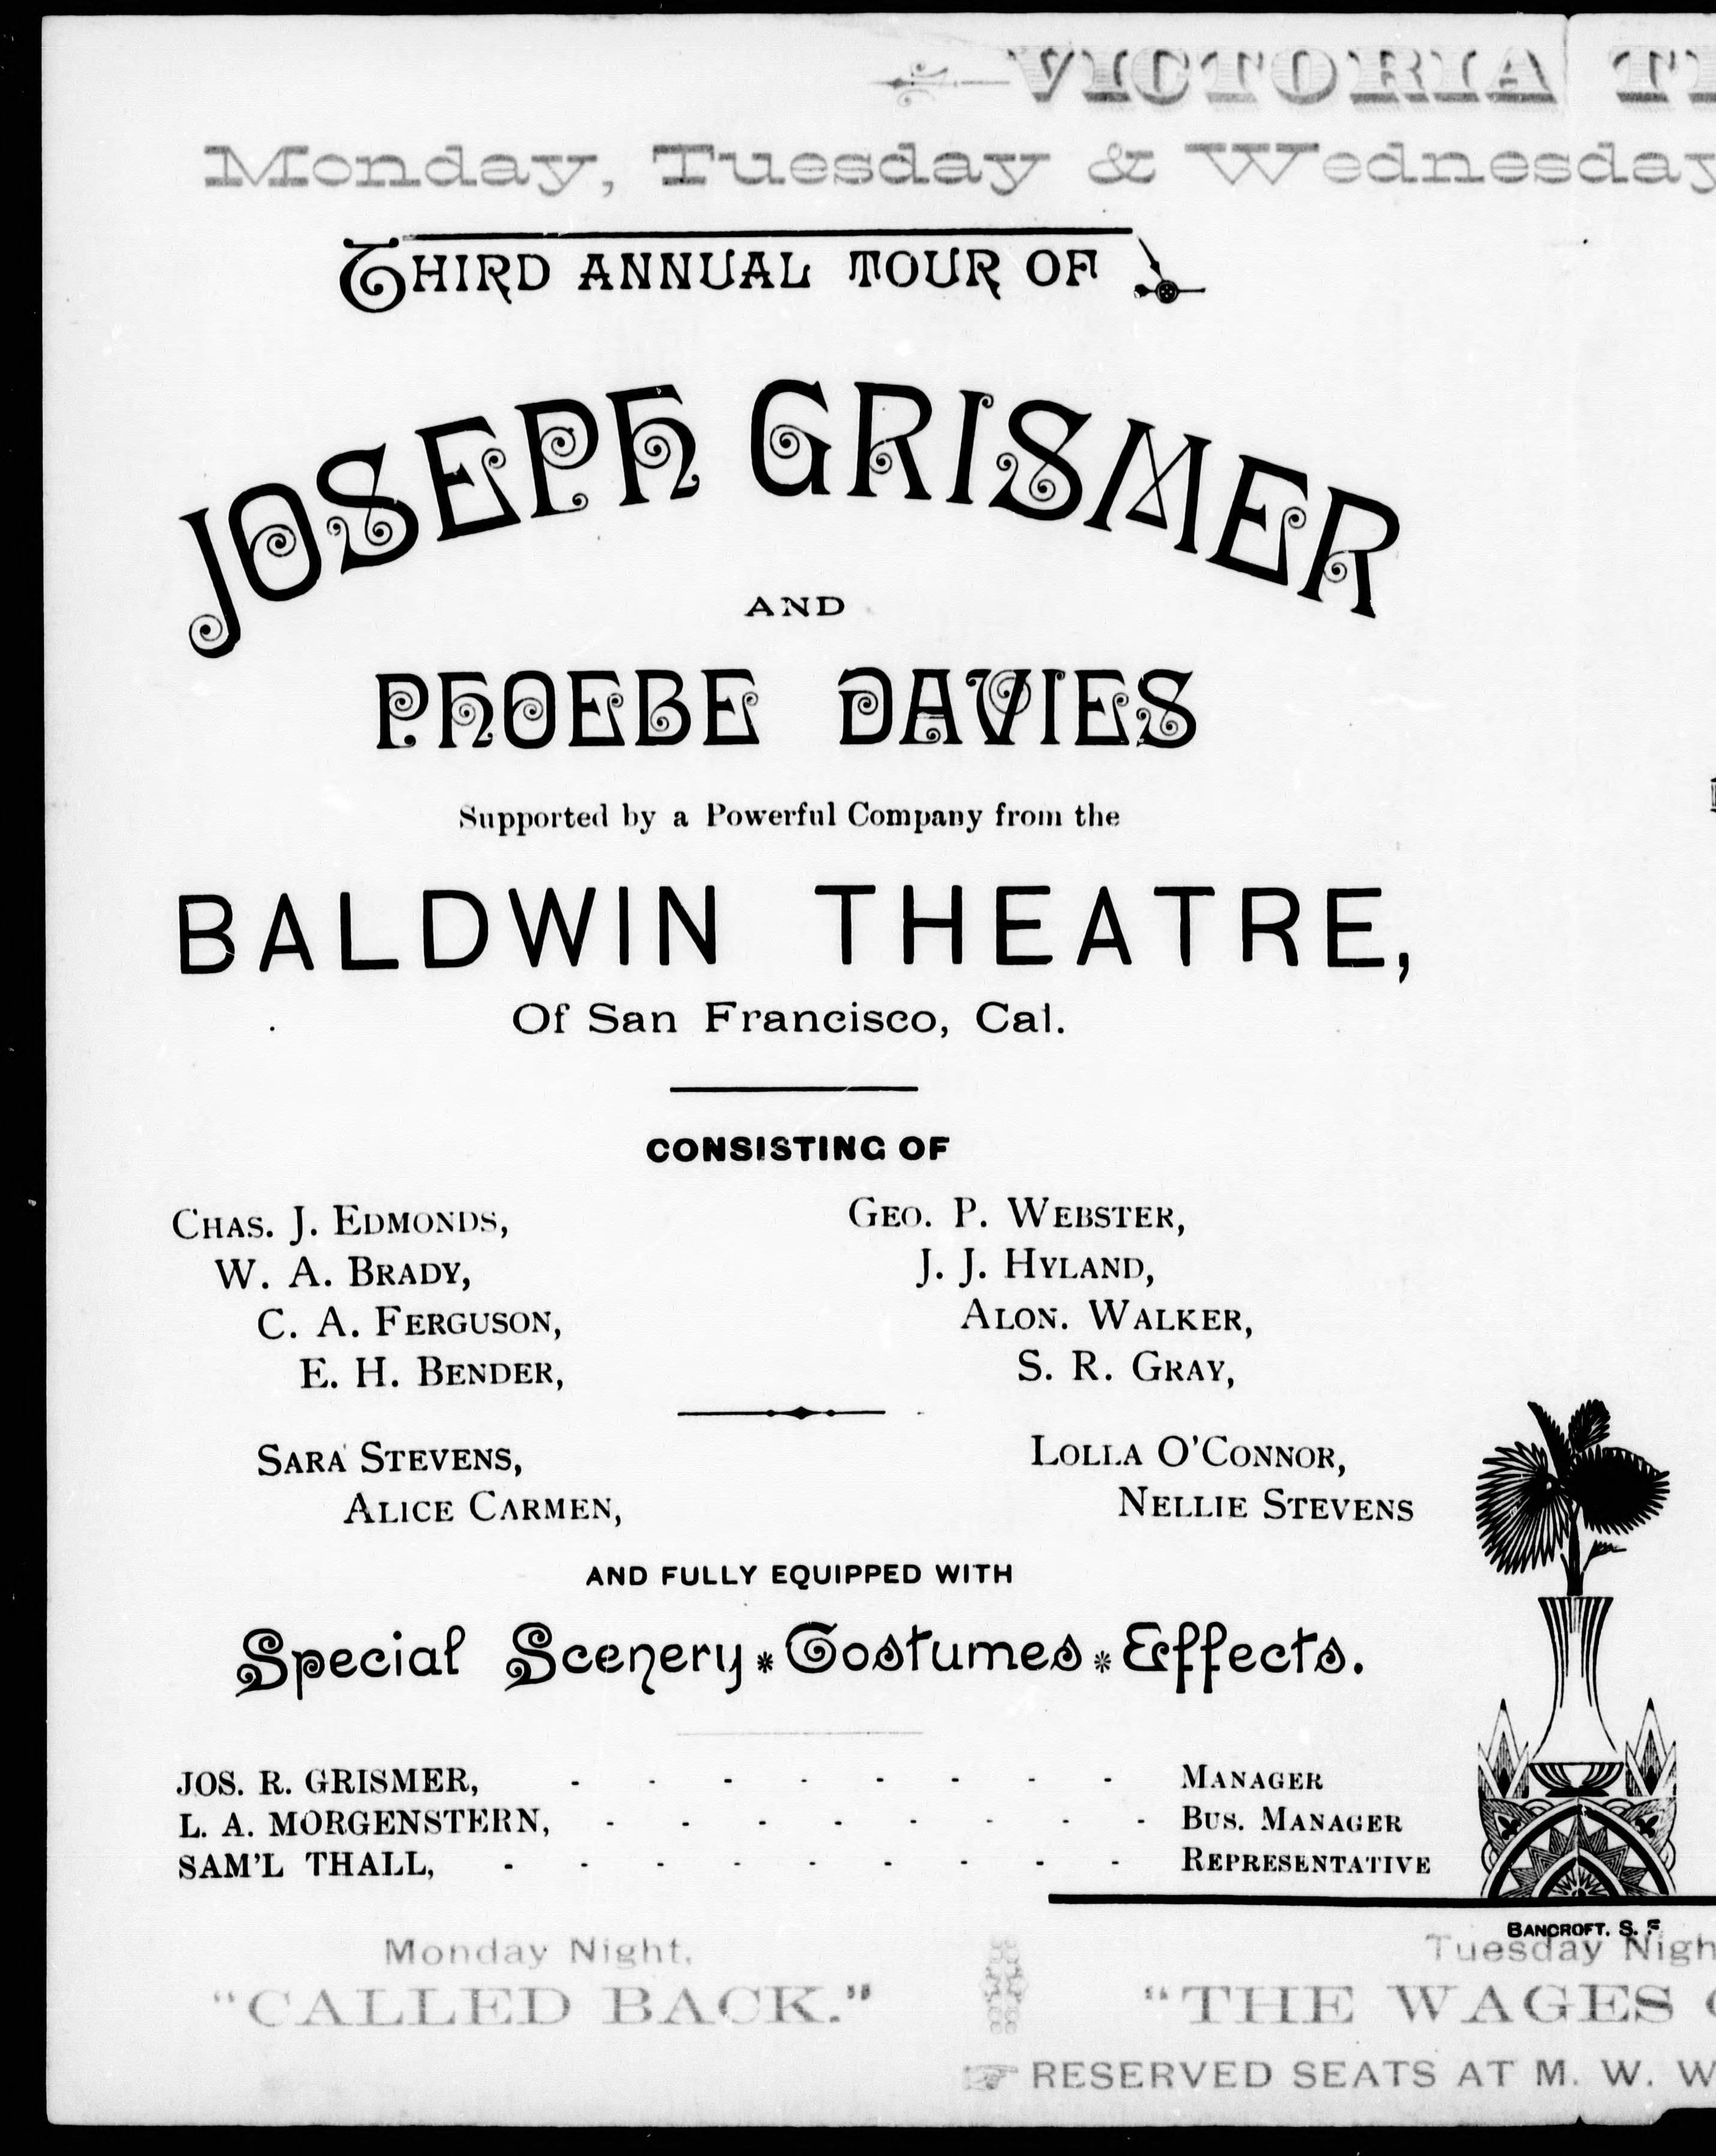 VICTORIA
Monday, Tuesday & Wednesday
THIRD ANNUAL TOUR OF
JOSEPH GRISMER
AND
PHOEBE DAVIES
Supported by a Powerful Company from the
BALDWIN THEATRE,
Of San Francisco, Cal.
CONSISTING OF
CHAS. J. EDMONDS,
W. A. BRADY,
C. A. FERGUSON,
E. H. BENDER,
GEO. P. WEBSTER,
J. J. HYLAND,
ALON. WALKER,
S. R. GRAY,
SARA STEVENS,
ALICE CARMEN,
LOLLA O'CONNOR,
NELLIE STEVENS
AND FULLY EQUIPPED WITH
Special Scenery * Costumes * Effects.
JOS. R. GRISMER, - - - - - - - - MANAGER
L. A. MORGENSTERN, - - - - - - - - BUS. MANAGER
SAM'L THALL, - - - - - - - - - REPRESENTATIVE
BANCROFT. S. F
Monday Night,
"CALLED BACK."
Tuesday Nigh
"THE WAGES
RESERVED SEATS AT M. W. W